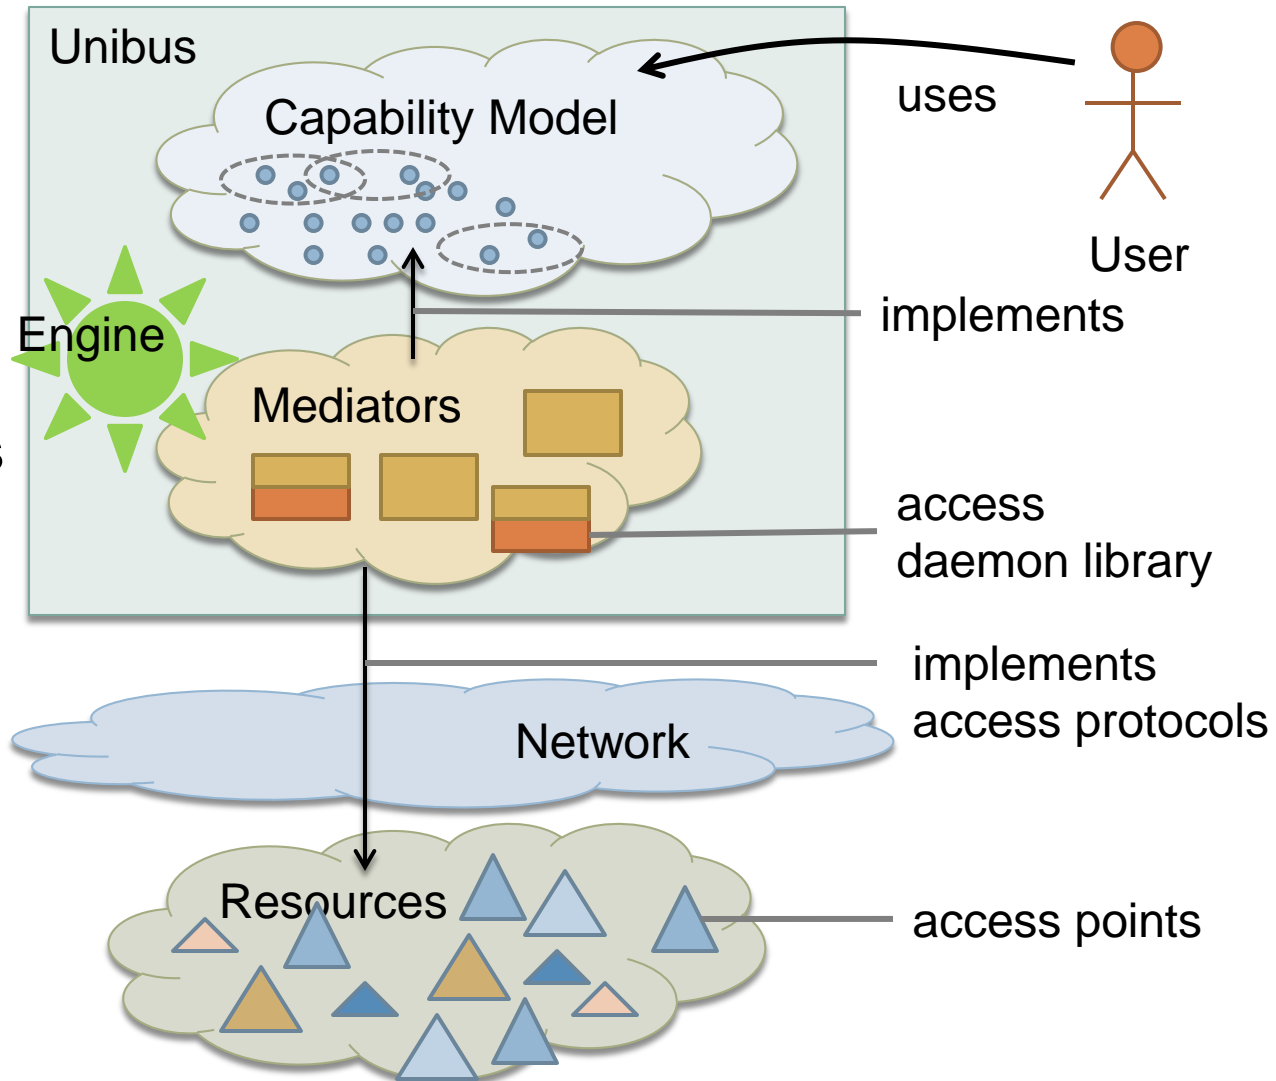 Unibus
Capability Model
uses
User
Engine
implements
Mediators
s
access
daemon library
implements
access protocols
Network
Resources
access points